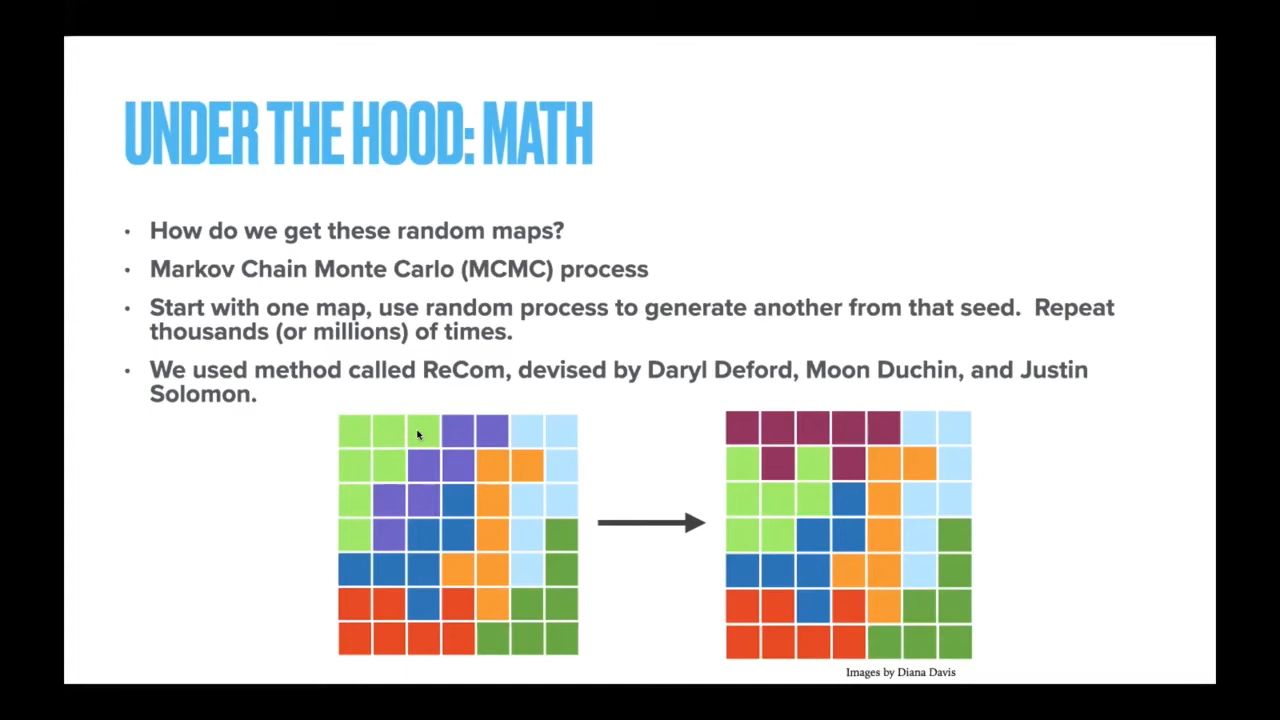 UNDER THE HOOD: MATH
• How do we get these random maps?
• Markov Chain Monte Carlo (MCMC) process
• Start with one map, use random process to generate another from that seed.  Repeat
thousands (or millions) of times.
• We used method called ReCom, devised by Daryl Deford, Moon Duchin, and Justin
Solomon.
Images by Diana Davis